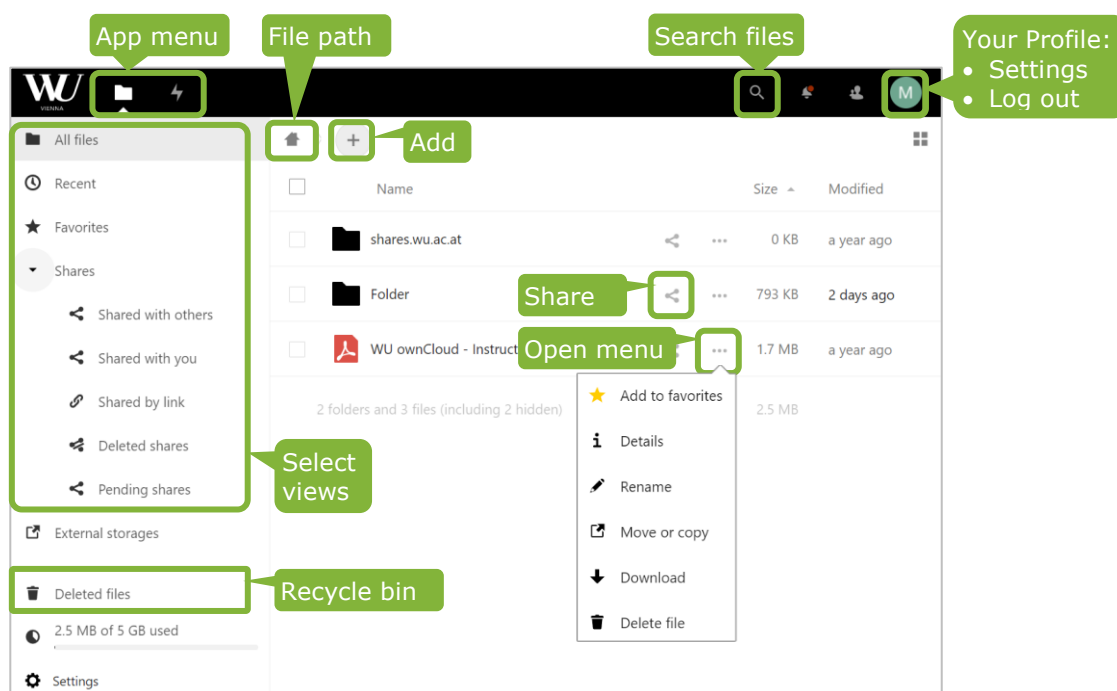 App menu
File path
Search files
Your Profile:
• Settings
• Log out
WU
VIENNA
M
All files
Add
Recent
Name
Size
Modified
Favorites
shares.wu.ac.at
0 KB
a year ago
Shares
Folder
Share
793 KB
2 days ago
Shared with others
WU ownCloud - Instruct
Open menu
1.7 MB
a year ago
Shared with you
Add to favorites
Shared by link
2 folders and 3 files (including 2 hidden)
2.5 MB
Details
Deleted shares
Select
views
Rename
Pending shares
Move or copy
External storages
Download
Deleted files
Recycle bin
Delete file
2.5 MB of 5 GB used
Settings